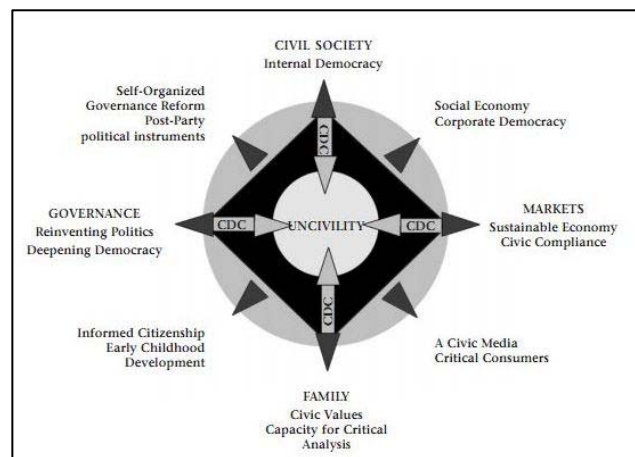 CIVIL SOCIETY
Internal Democracy
Self-Organized
Governance Reform
Post-Party
political instruments
Social Economy
Corporate Democracy
CDC
GOVERNANCE
Reinventing Politics
Deepening Democracy
CDC
UNCIVILITY
CDC
MARKETS
Sustainable Economy
Civic Compliance
CDC
Informed Citizenship
Early Childhood
Development
A Civic Media
Critical Consumers
FAMILY
Civic Values
Capacity for Critical
Analysis